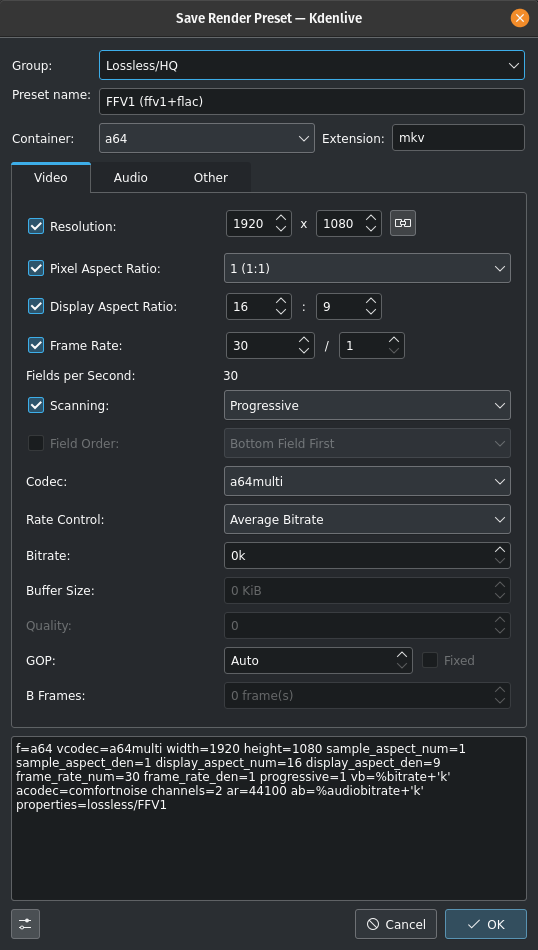 Save Render Preset — Kdenlive
Group: Lossless/HQ
Preset name: FFV1 (ffv1+flac)
Container: a64 Extension: mkv
Video Audio Other
Resolution: 1920 x 1080
Pixel Aspect Ratio: 1 (1:1)
Display Aspect Ratio: 16 : 9
Frame Rate: 30 / 1
Fields per Second: 30
Scanning: Progressive
Field Order: Bottom Field First
Codec: a64multi
Rate Control: Average Bitrate
Bitrate: 0k
Buffer Size: 0 KiB
Quality: 0
GOP: Auto Fixed
B Frames: 0 frame(s)
f=a64 vcodec=a64multi width=1920 height=1080 sample_aspect_num=1
sample_aspect_den=1 display_aspect_num=16 display_aspect_den=9
frame_rate_num=30 frame_rate_den=1 progressive=1 vb=%bitrate+'k'
acodec=comfortnoise channels=2 ar=44100 ab=%audiobitrate+'k'
properties=lossless/FFV1
Cancel OK